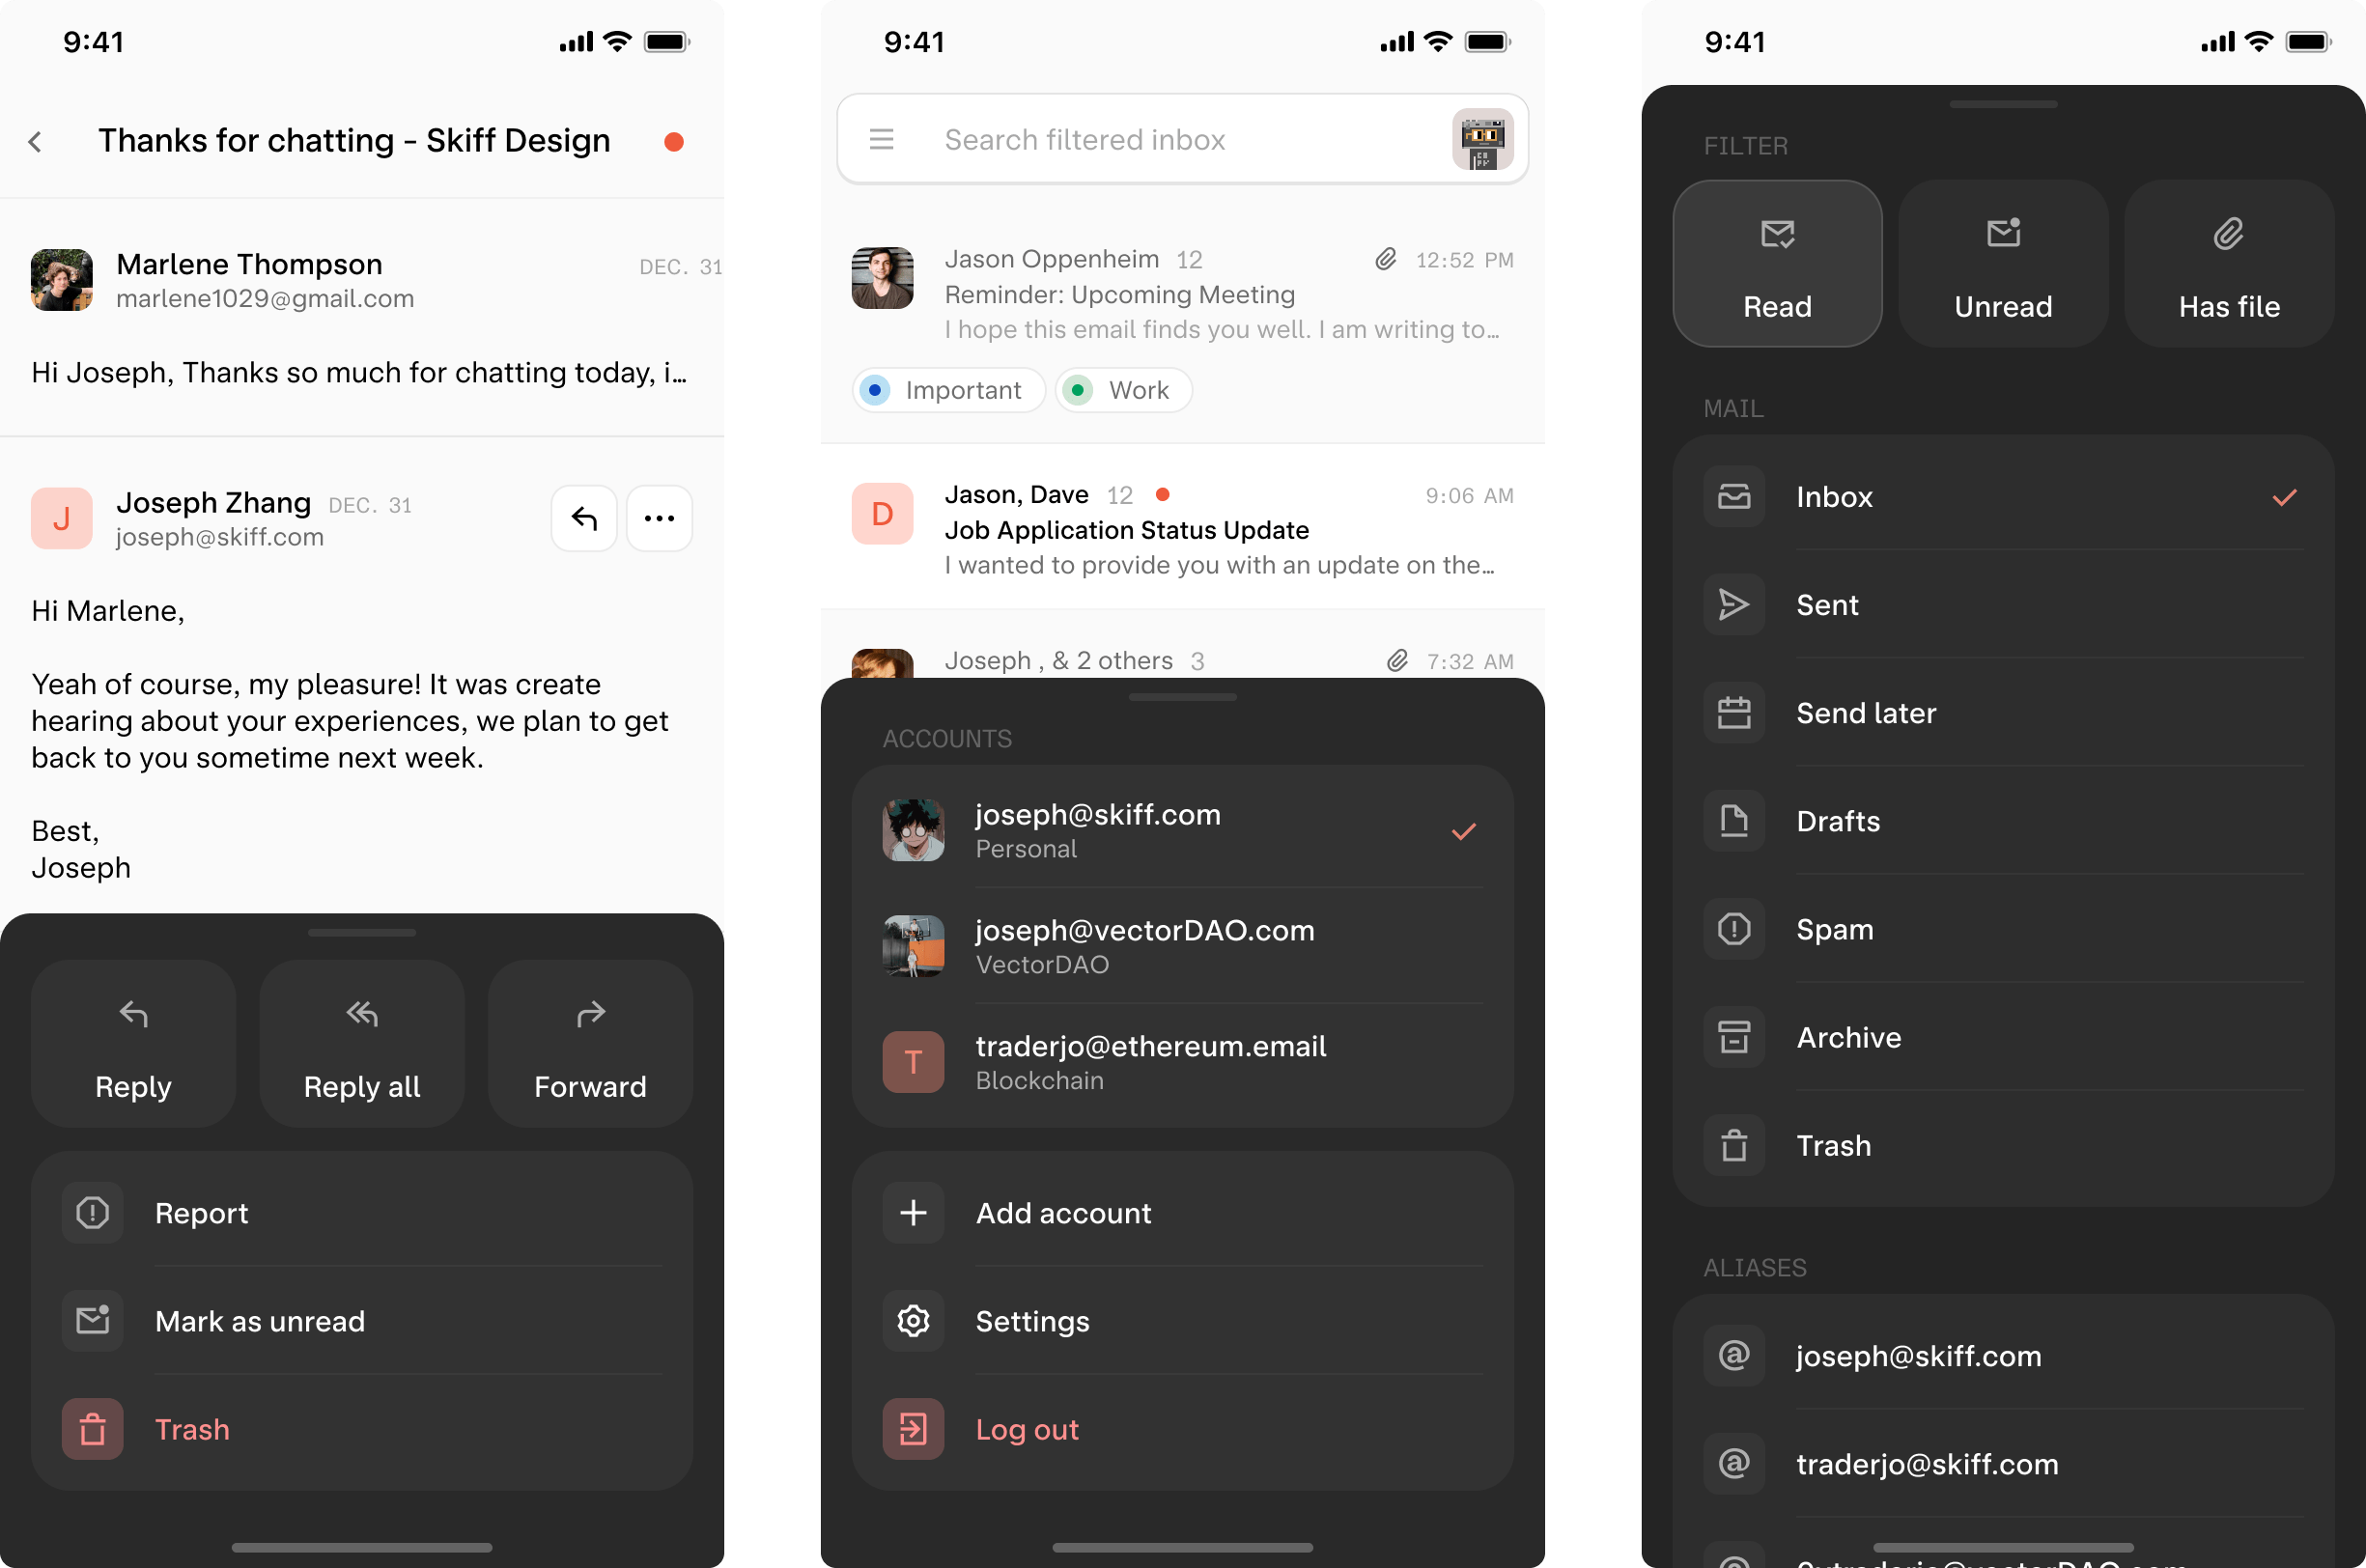 9:41
Thanks for chatting - Skiff Design
Marlene Thompson
DEC. 31
marlene1029@gmail.com
Hi Joseph, Thanks so much for chatting today, i...
J
Joseph Zhang DEC. 31
joseph@skiff.com
Hi Marlene,
Yeah of course, my pleasure! It was create
hearing about your experiences, we plan to get
back to you sometime next week.
Best,
Joseph
Reply
Reply all
Forward
Report
Mark as unread
Trash
9:41
Search filtered inbox
Jason Oppenheim 12
12:52 PM
Reminder: Upcoming Meeting
I hope this email finds you well. I am writing to...
Important
Work
D
Jason, Dave 12
9:06 AM
Job Application Status Update
I wanted to provide you with an update on the...
Joseph , & 2 others 3
7:32 AM
ACCOUNTS
joseph@skiff.com
Personal
joseph@vectorDAO.com
VectorDAO
T
traderjo@ethereum.email
Blockchain
Add account
Settings
Log out
9:41
FILTER
Read
Unread
Has file
MAIL
Inbox
Sent
Send later
Drafts
Spam
Archive
Trash
ALIASES
@ joseph@skiff.com
@ traderjo@skiff.com